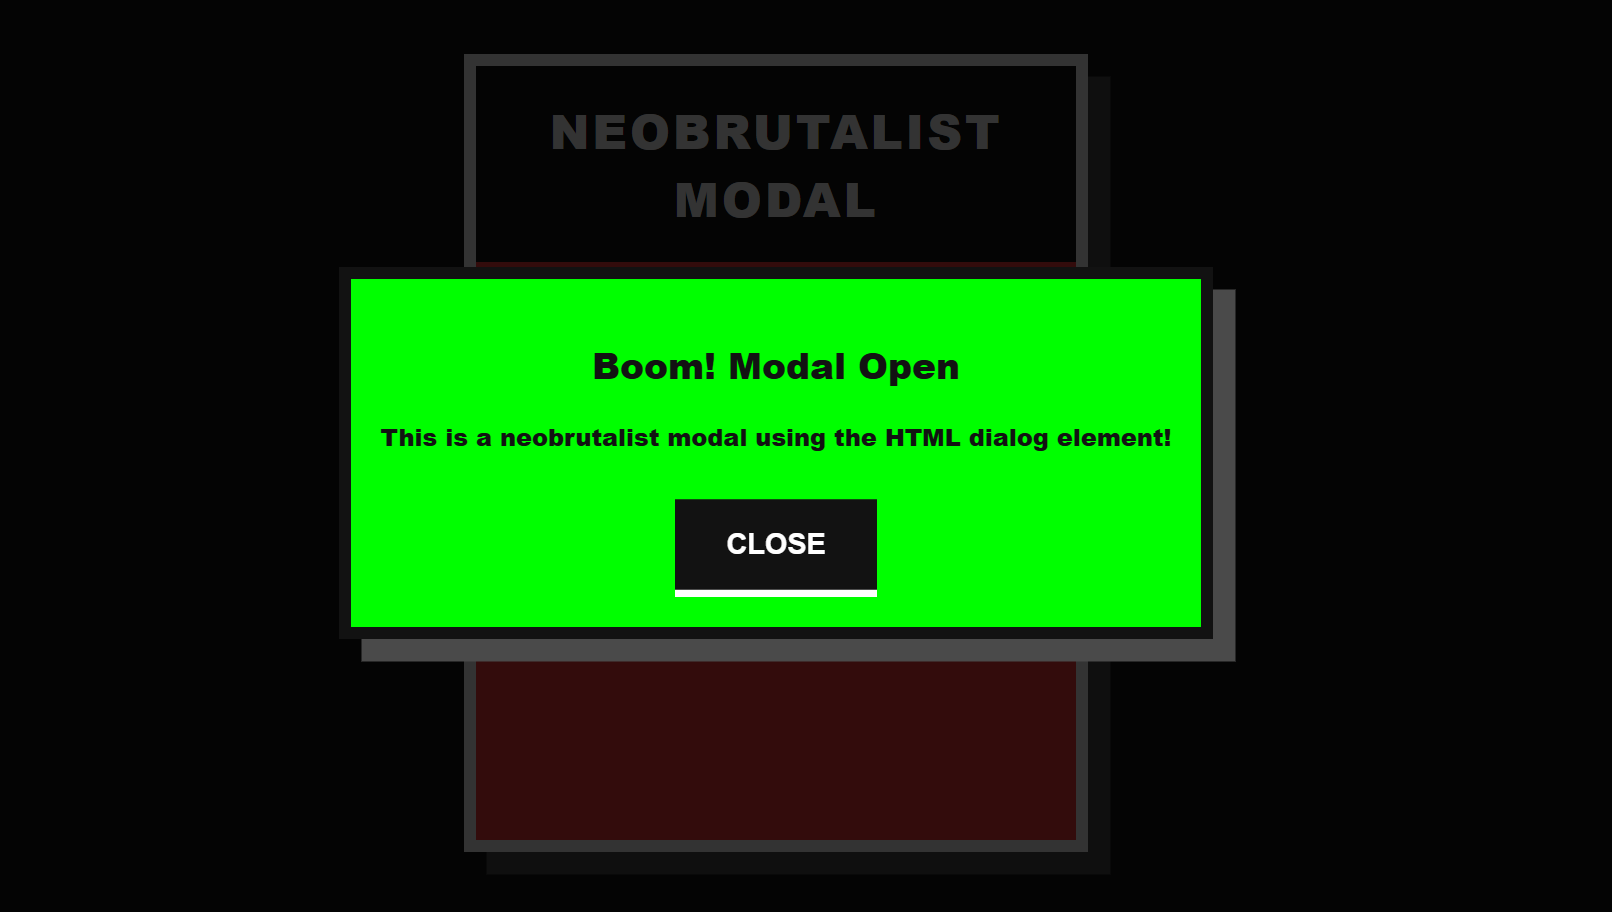 NEOBRUTALIST
MODAL
Boom! Modal Open
This is a neobrutalist modal using the HTML dialog element!
CLOSE